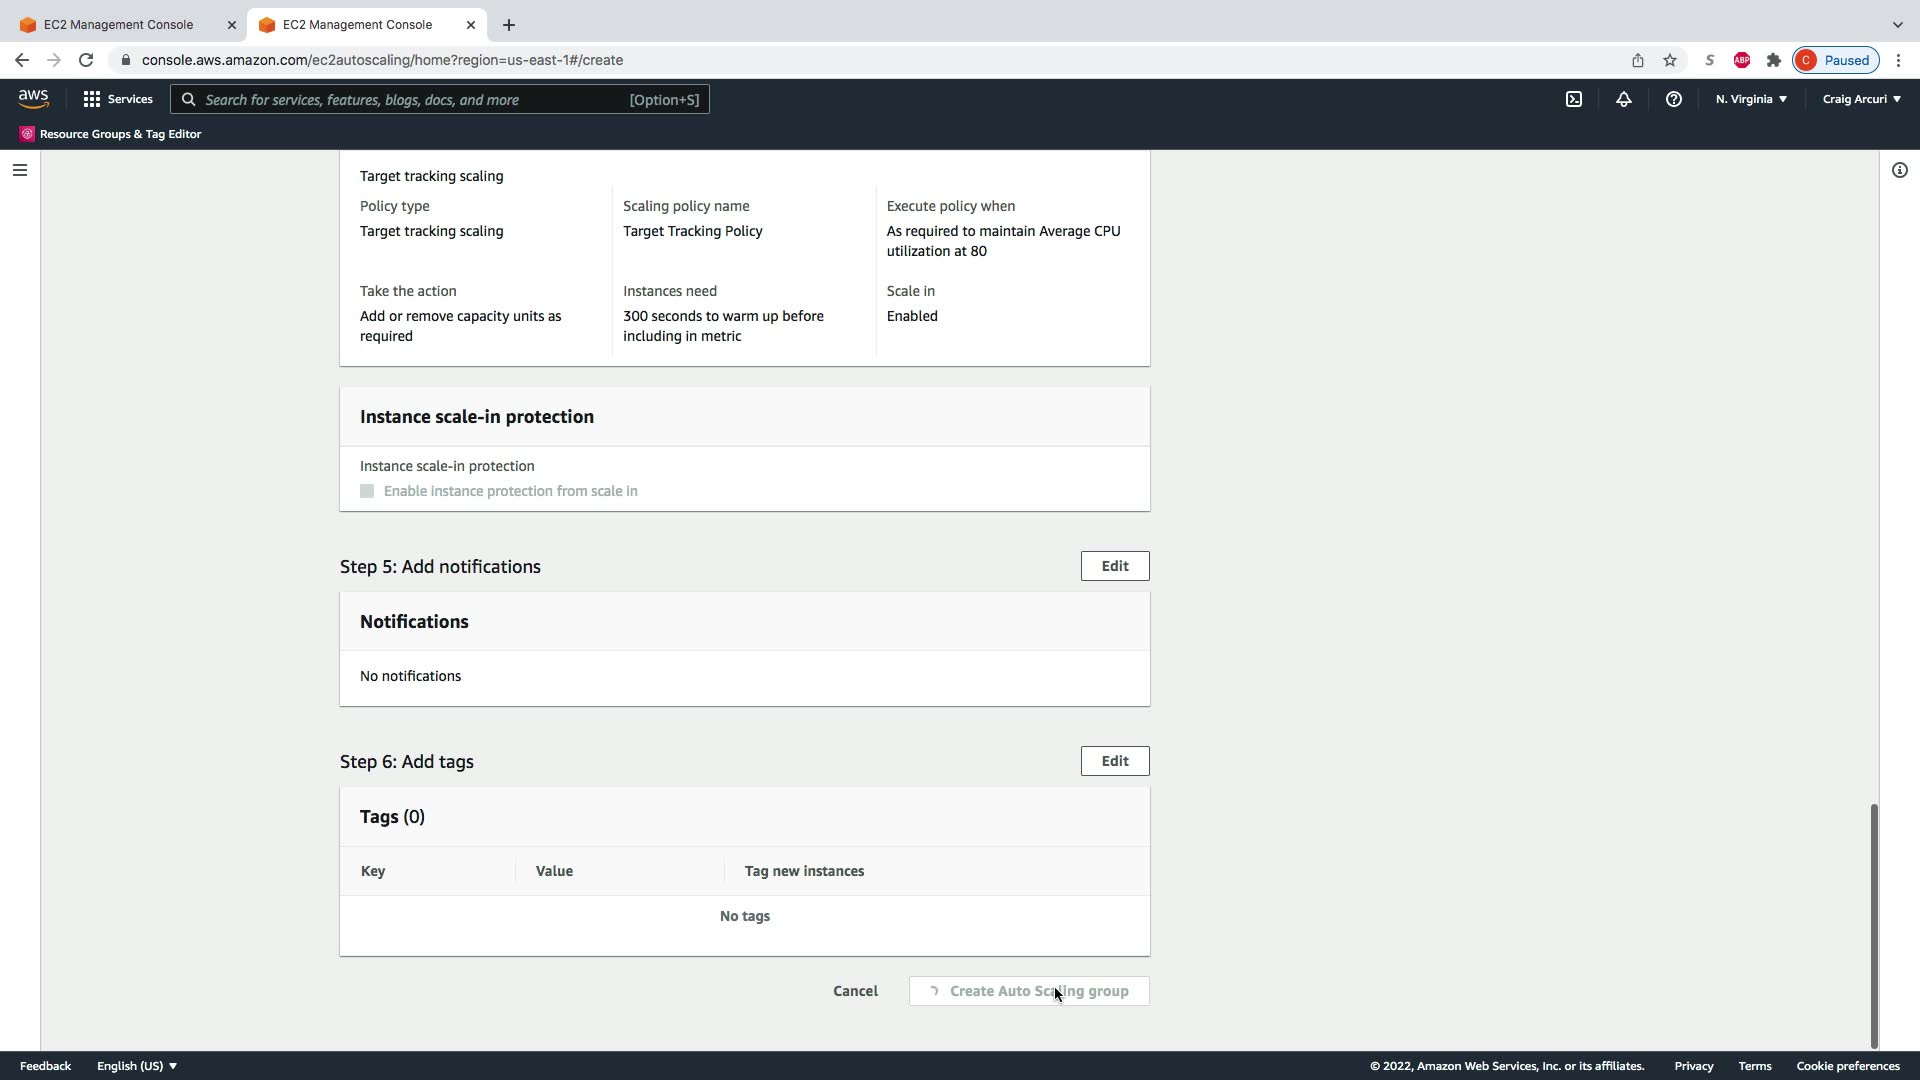 EC2 Management Console
EC2 Management Console
console.aws.amazon.com/ec2autoscaling/home?region=us-east-1#/create
S
ABP
C
Paused
aws
Services
Search for services, features, blogs, docs, and more
[Option+S]
N. Virginia
Craig Arcuri
Resource Groups & Tag Editor
Target tracking scaling
Policy type
Target tracking scaling
Scaling policy name
Target Tracking Policy
Execute policy when
As required to maintain Average CPU
utilization at 80
Take the action
Add or remove capacity units as
required
Instances need
300 seconds to warm up before
including in metric
Scale in
Enabled
Instance scale-in protection
Instance scale-in protection
Enable instance protection from scale in
Step 5: Add notifications
Edit
Notifications
No notifications
Step 6: Add tags
Edit
Tags (0)
Key
Value
Tag new instances
No tags
Cancel
Create Auto Scaling group
Feedback
English (US)
© 2022, Amazon Web Services, Inc. or its affiliates.
Privacy
Terms
Cookie preferences